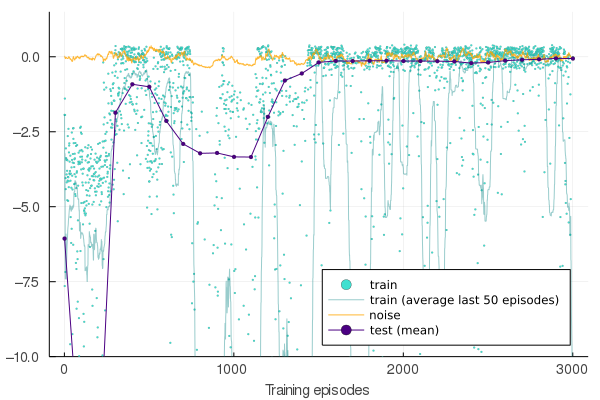 0.0
−2.5
−5.0
−7.5
−10.0
train
train (average last 50 episodes)
noise
test (mean)
0 1000 2000 3000
Training episodes